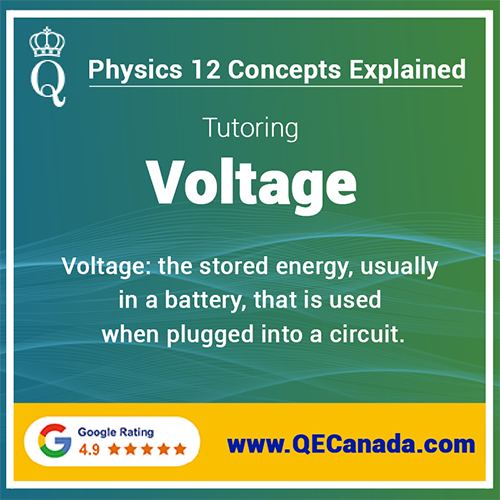 Q
Physics 12 Concepts Explained
Tutoring
Voltage
Voltage: the stored energy, usually
in a battery, that is used
when plugged into a circuit.
Google Rating
4.9 ★★★★★
www.QECanada.com